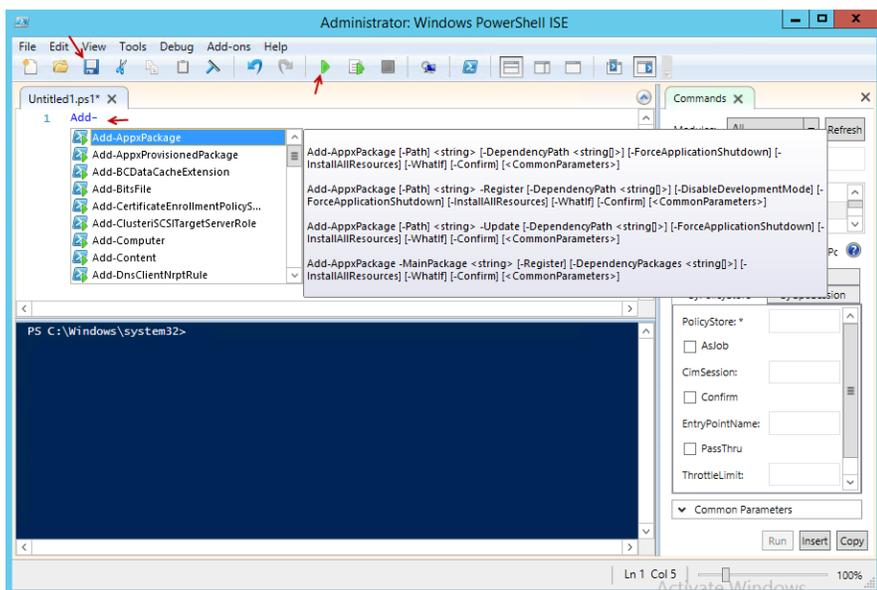 Administrator: Windows PowerShell ISE
File Edit View Tools Debug Add-ons Help
Untitled1.ps1* X
1 Add-
Add-AppxPackage
Add-AppxProvisionedPackage
Add-BCDataCacheExtension
Add-BitsFile
Add-CertificateEnrollmentPolicyS...
Add-ClusteriSCSITargetServerRole
Add-Computer
Add-Content
Add-DnsClientNrptRule
Add-AppxPackage [-Path] <string> [-DependencyPath <string[]>] [-ForceApplicationShutdown] [-
InstallAllResources] [-WhatIf] [-Confirm] [<CommonParameters>]
Add-AppxPackage [-Path] <string> -Register [-DependencyPath <string[]>] [-DisableDevelopmentMode] [-
ForceApplicationShutdown] [-InstallAllResources] [-WhatIf] [-Confirm] [<CommonParameters>]
Add-AppxPackage [-Path] <string> -Update [-DependencyPath <string[]>] [-ForceApplicationShutdown] [-
InstallAllResources] [-WhatIf] [-Confirm] [<CommonParameters>]
Add-AppxPackage -MainPackage <string> [-Register] [-DependencyPackages <string[]>] [-
InstallAllResources] [-WhatIf] [-Confirm] [<CommonParameters>]
PS C:\Windows\system32>
Commands X
Refresh
PolicyStore: *
AsJob
CimSession:
Confirm
EntryPointName:
PassThru
ThrottleLimit:
Common Parameters
Run Insert Copy
Ln 1 Col 5 100%
Activate Windows